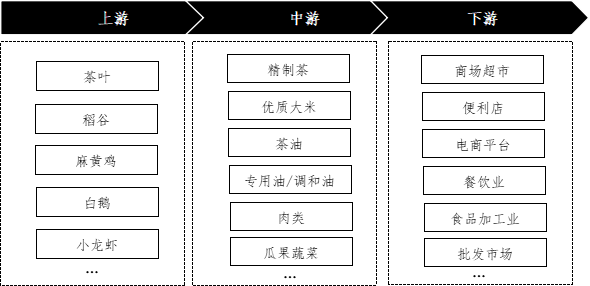 上游
中游
下游
茶叶
稻谷
麻黄鸡
白鹅
小龙虾
...
精制茶
优质大米
茶油
专用油/调和油
肉类
瓜果蔬菜
...
商场超市
便利店
电商平台
餐饮业
食品加工业
批发市场
...